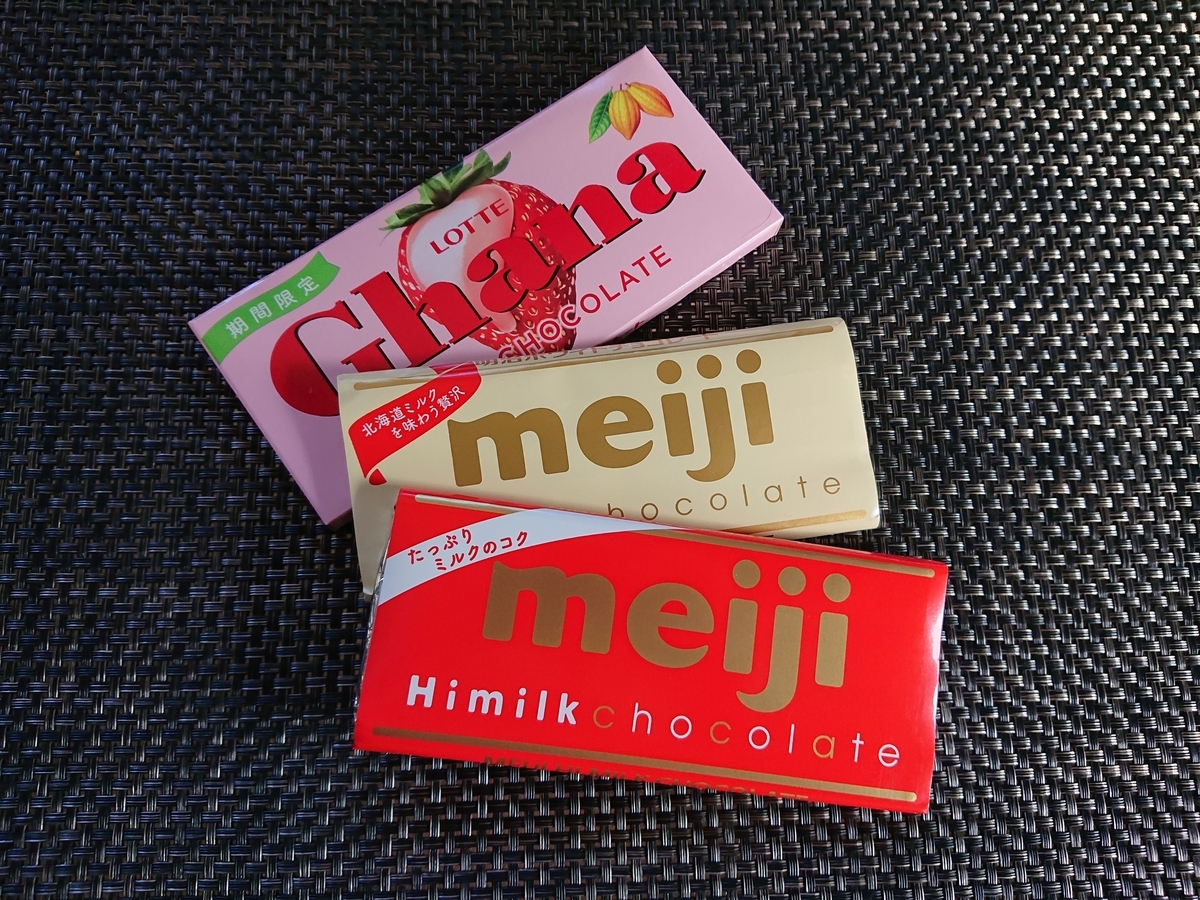 期間限定
LOTTE
Ghana
CHOCOLATE
北海道ミルク
を味わう贅沢
meiji
hocolate
たっぷり
ミルクのコク
meiji
Himilk chocolate